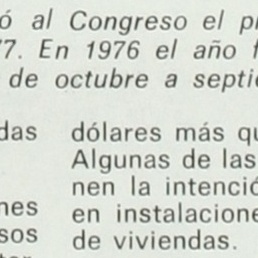 ó al Congreso el p
77. En 1976 el año f
de octubre a septi
das
nes
sos
dólares más qu
Algunas de las
nen la intenció
en instalacione
de viviendas.